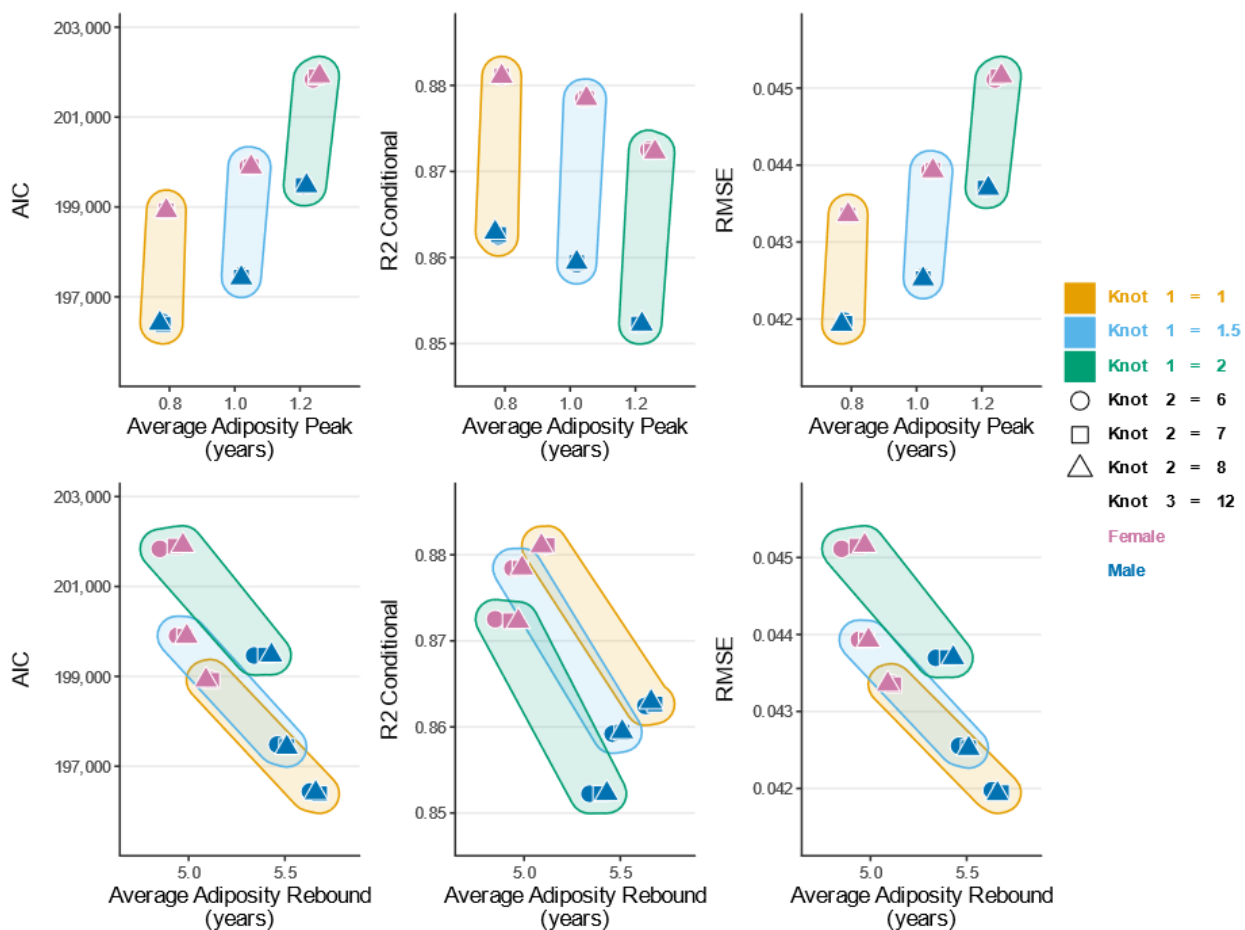 AIC
203,000
201,000
199,000
197,000
0.8 1.0 1.2
Average Adiposity Peak
(years)
R2 Conditional
0.88
0.87
0.86
0.85
0.8 1.0 1.2
Average Adiposity Peak
(years)
RMSE
0.045
0.044
0.043
0.042
0.8 1.0 1.2
Average Adiposity Peak
(years)
Knot 1 = 1
Knot 1 = 1.5
Knot 1 = 2
Knot 2 = 6
Knot 2 = 7
Knot 2 = 8
Knot 3 = 12
Female
Male
AIC
203,000
201,000
199,000
197,000
5.0 5.5
Average Adiposity Rebound
(years)
R2 Conditional
0.88
0.87
0.86
0.85
5.0 5.5
Average Adiposity Rebound
(years)
RMSE
0.045
0.044
0.043
0.042
5.0 5.5
Average Adiposity Rebound
(years)